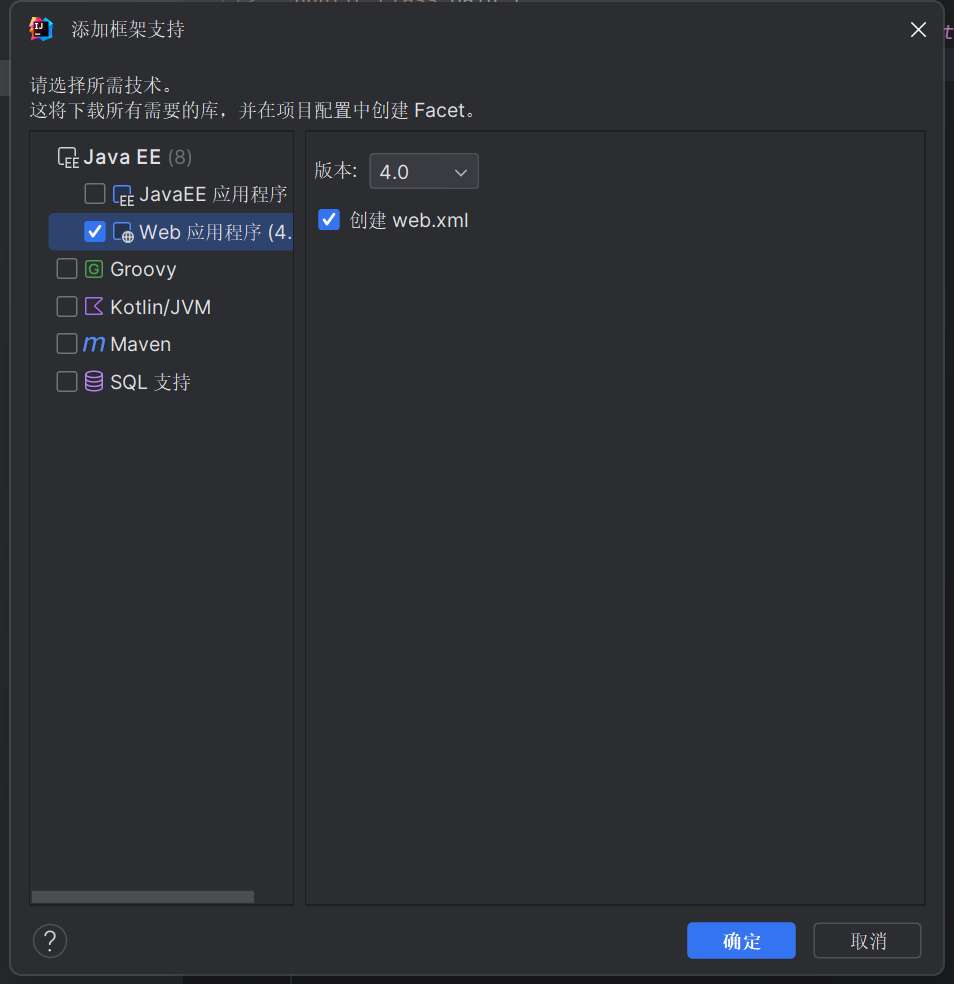 添加框架支持
请选择所需技术。
这将下载所有需要的库，并在项目配置中创建 Facet。
Java EE (8)
JavaEE 应用程序
Web 应用程序 (4.
Groovy
Kotlin/JVM
Maven
SQL 支持
版本: 4.0
创建 web.xml
?
确定
取消